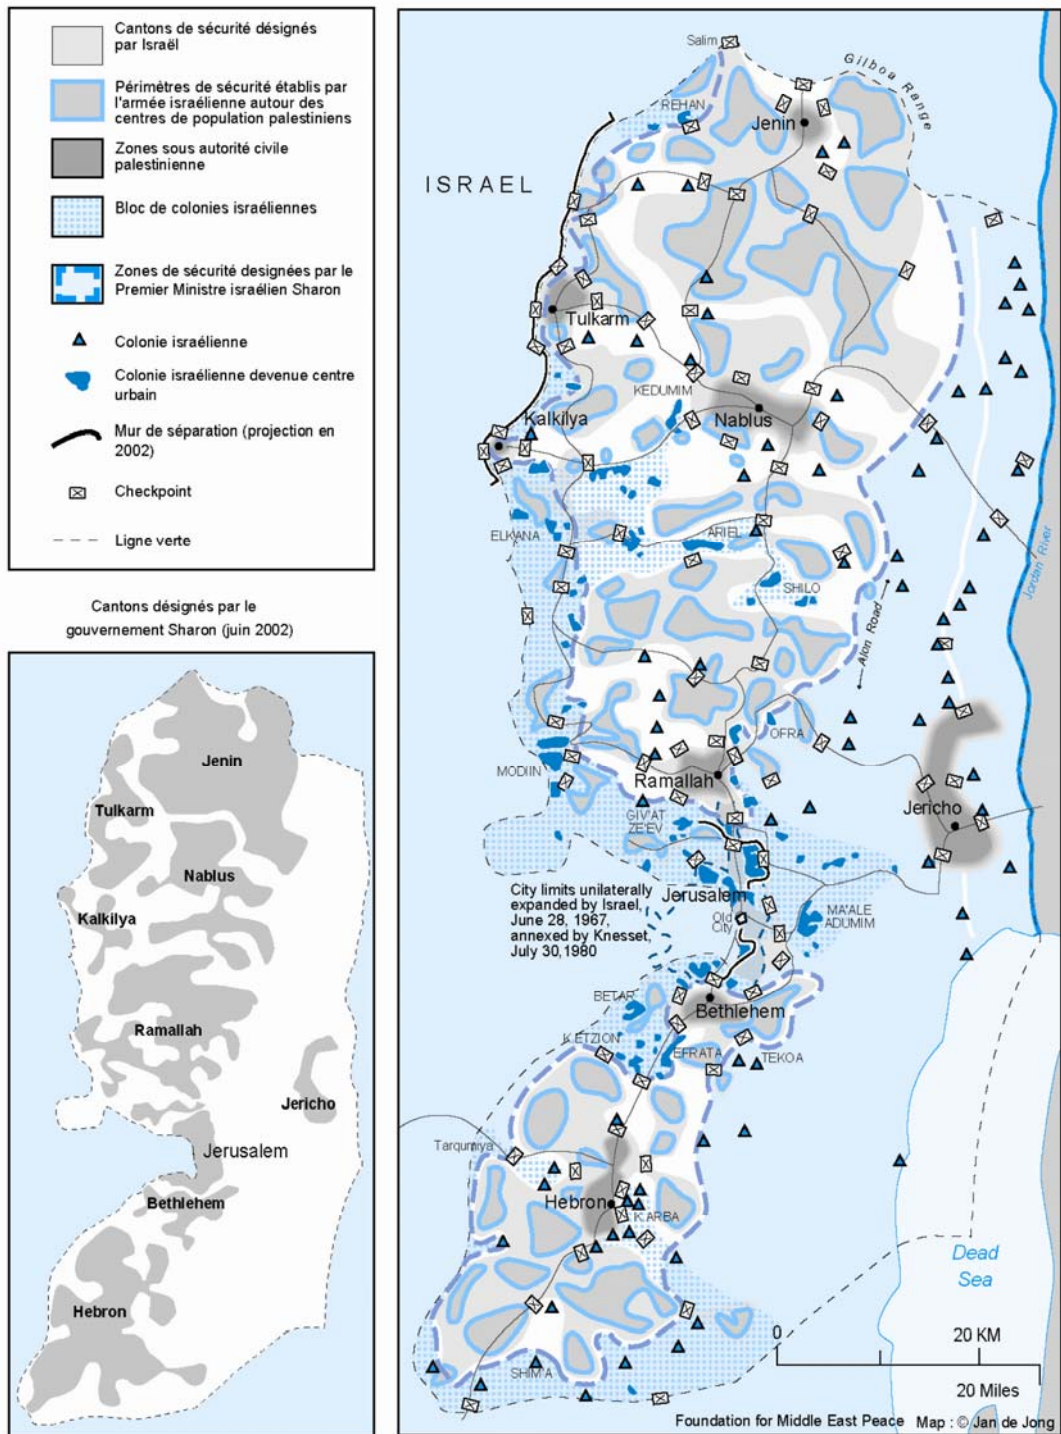 Cantons de sécurité désignés
par Israël
Périmètres de sécurité établis par
l'armée israélienne autour des
centres de population palestiniens
Zones sous autorité civile
palestinienne
Bloc de colonies israéliennes
Zones de sécurité designées par le
Premier Ministre israélien Sharon
Colonie israélienne
Colonie israélienne devenue centre
urbain
Mur de séparation (projection en
2002)
Checkpoint
Ligne verte
Cantons désignés par le
gouvernement Sharon (juin 2002)
Jenin
Tulkarm
Nablus
Kalkilya
Ramallah
Jericho
Jerusalem
Bethlehem
Hebron
Salim
Gilboa Range
REHAN
Jenin
ISRAEL
Tulkarm
KEDUMIM
Nablus
Kalkilya
ELKANA
ARIEL
SHILO
Jordan River
Alon Road
OFRA
MODIIN
Ramallah
Jericho
GIV'AT
ZE'EV
Jerusalem
City limits unilaterally
expanded by Israel,
June 28, 1967,
annexed by Knesset,
July 30, 1980
Old
City
MA'ALE
ADUMIM
BETAR
Bethlehem
K.ETZION
EFRATA
TEKOA
Tarqumiya
Hebron
K.ARBA
Dead
Sea
SHIM'A
0
20 KM
20 Miles
Foundation for Middle East Peace Map : © Jan de Jong